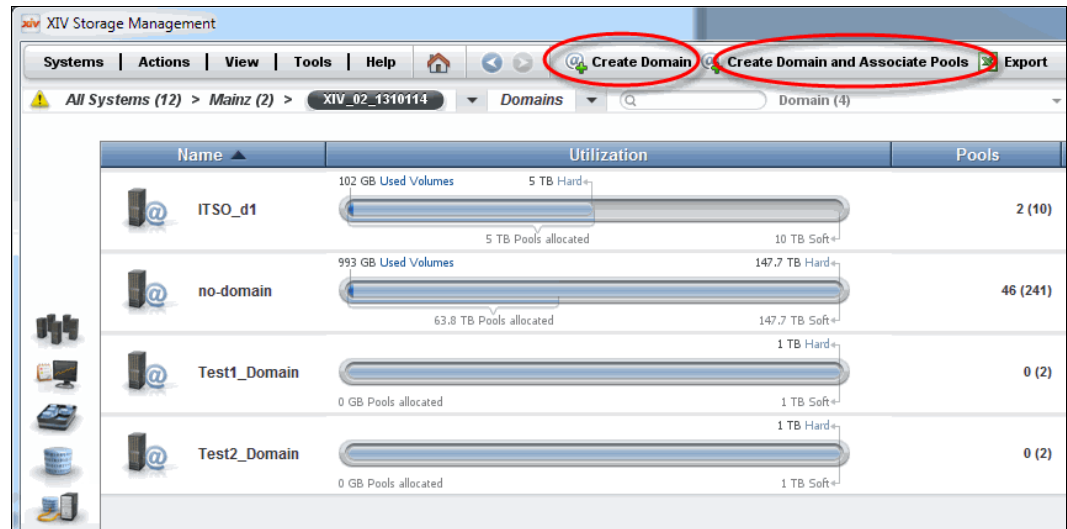 XIV XIV Storage Management
Systems | Actions | View | Tools | Help Create Domain Create Domain and Associate Pools Export
All Systems (12) > Mainz (2) > XIV_02_1310114 Domains Domain (4)
Name Utilization Pools
102 GB Used Volumes 5 TB Hard
ITSO_d1 2 (10)
5 TB Pools allocated 10 TB Soft
993 GB Used Volumes 147.7 TB Hard
no-domain 46 (241)
63.8 TB Pools allocated 147.7 TB Soft
1 TB Hard
Test1_Domain 0 (2)
0 GB Pools allocated 1 TB Soft
1 TB Hard
Test2_Domain 0 (2)
0 GB Pools allocated 1 TB Soft